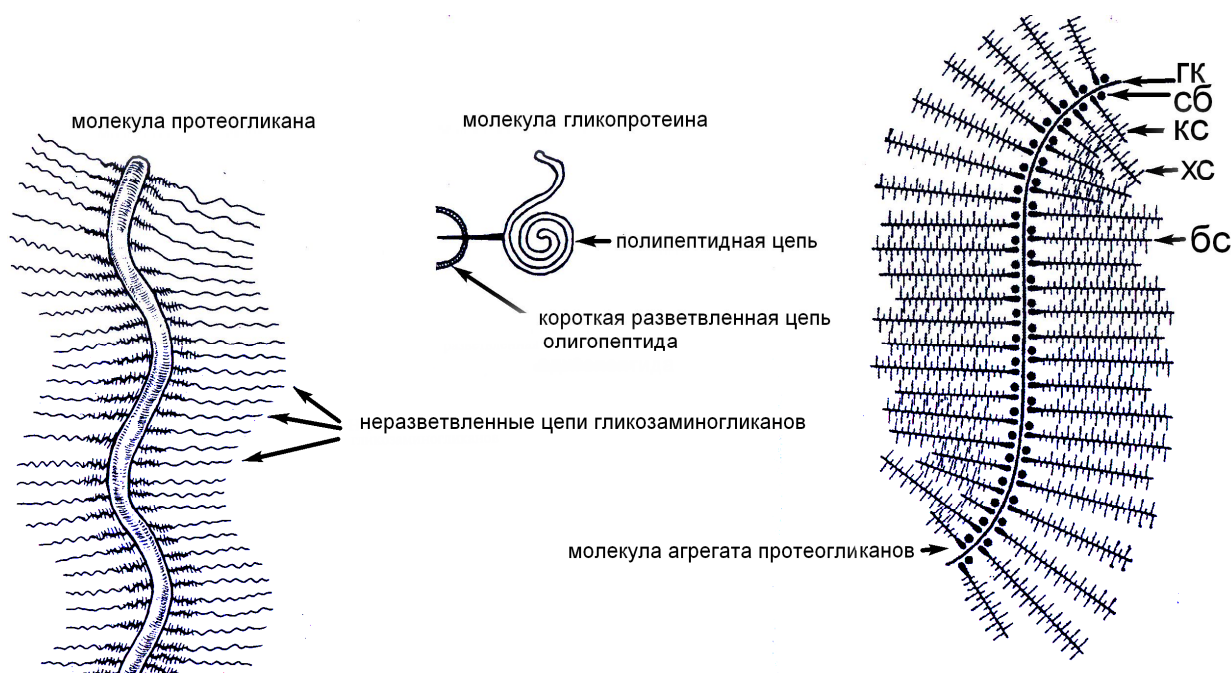 молекула протеогликана
молекула гликопротеина
полипептидная цепь
короткая разветвленная цепь
олигопептида
неразветвленные цепи гликозаминогликанов
молекула агрегата протеогликанов
ГК
сб
кс
хс
бс